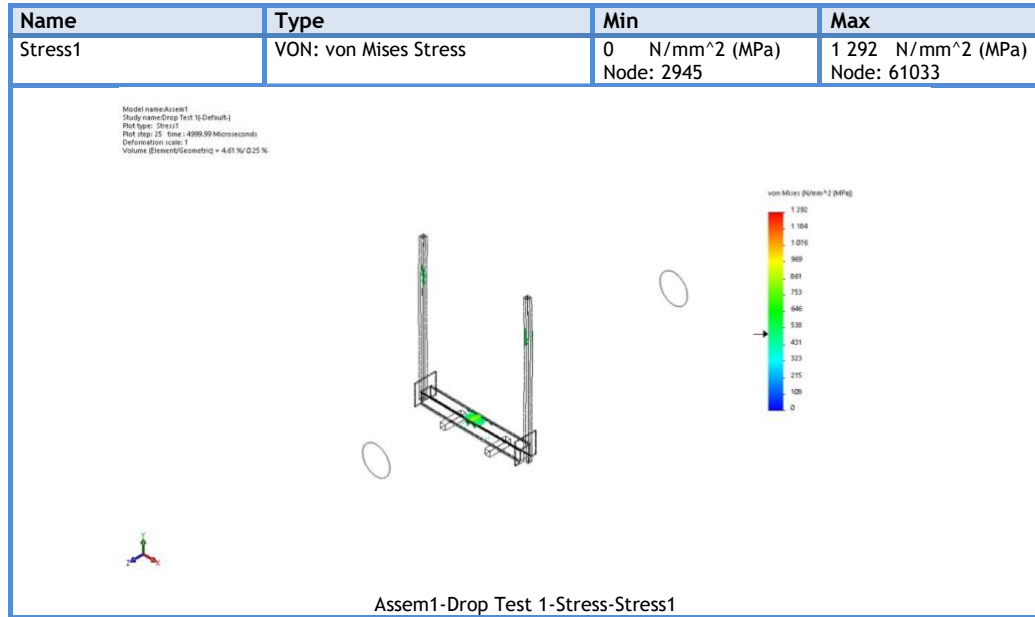 Name Type Min Max
Stress1 VON: von Mises Stress 0 N/mm^2 (MPa) 1 292 N/mm^2 (MPa)
Node: 2945 Node: 61033
Model name:Assem1
Study name:Drop Test 1(-Default-)
Plot type: Stress1
Plot step: 25 time : 4999.99 Microseconds
Deformation scale: 1
Volume (Element/Geometric) = 4.61 %/ 0.25 %
von Mises (N/mm^2 (MPa))
1 292
1 184
1 076
969
861
753
646
538
431
323
215
108
0
Y
Z X
Assem1-Drop Test 1-Stress-Stress1